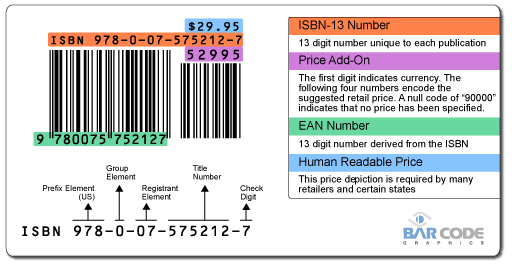 $29.95
ISBN 978-0-07-575212-7
52995
9 780075 752127
ISBN-13 Number
13 digit number unique to each publication
Price Add-On
The first digit indicates currency. The
following four numbers encode the
suggested retail price. A null code of "90000"
indicates that no price has been specified.
EAN Number
13 digit number derived from the ISBN
Human Readable Price
This price depiction is required by many
retailers and certain states
Prefix Element
(US)
Group
Element
Registrant
Element
Title
Number
Check
Digit
ISBN 978-0-07-575212-7
BAR CODE
GRAPHICS